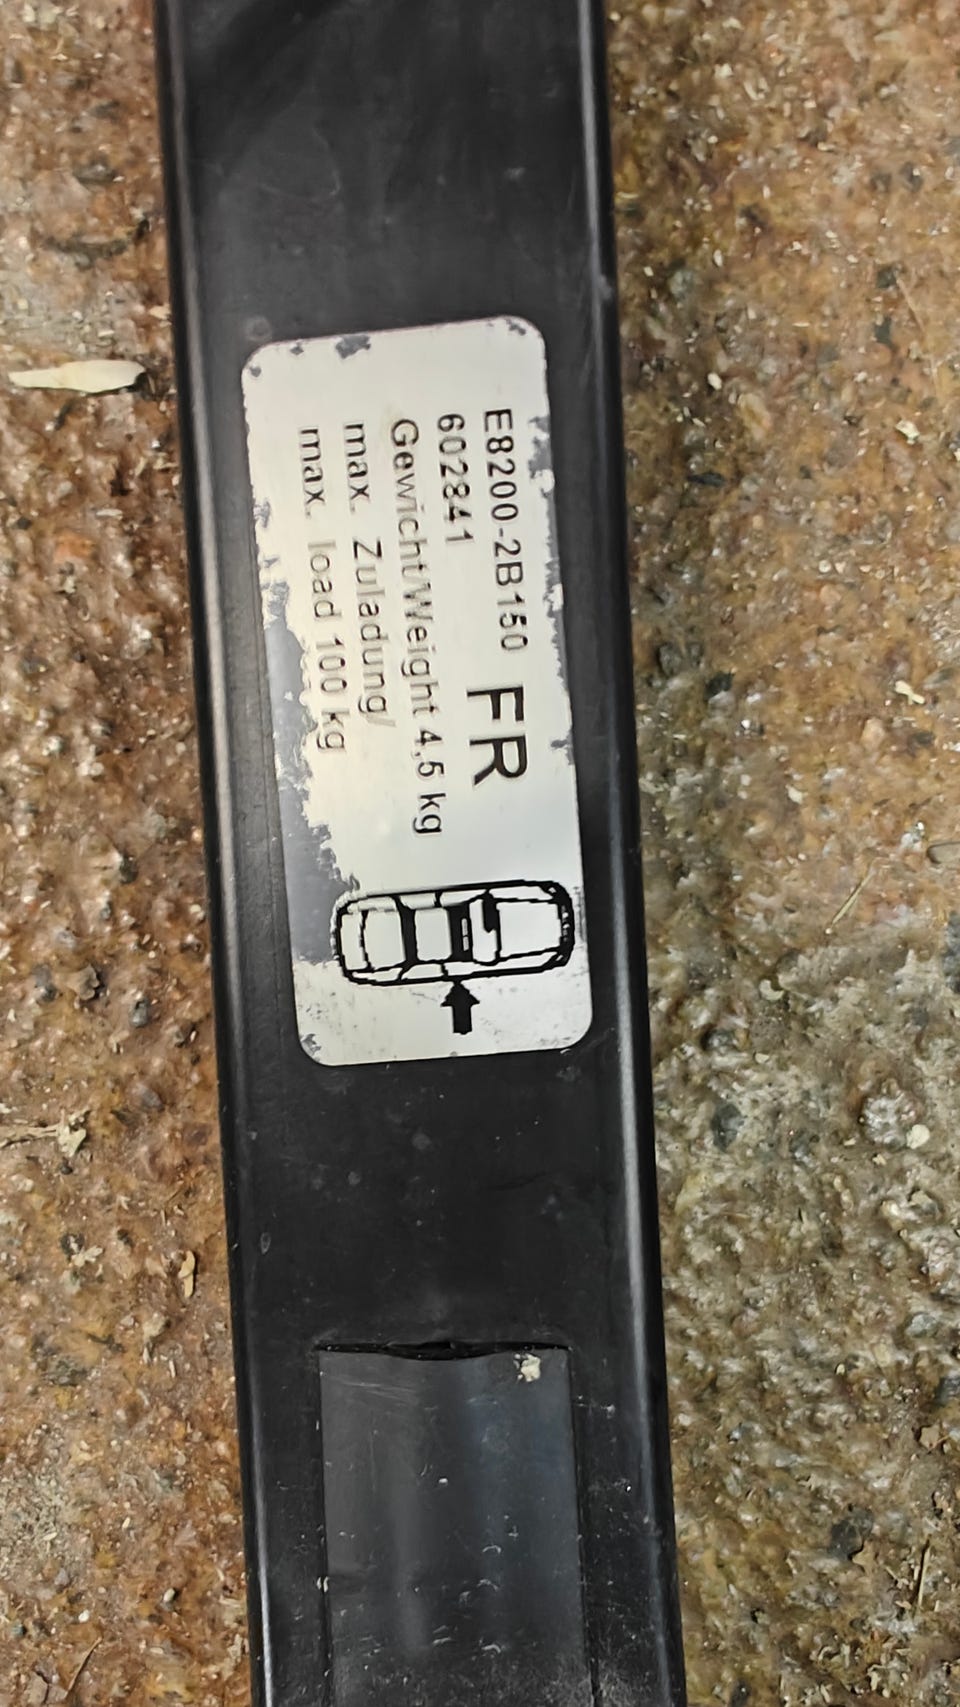 E8200-2B150 FR
602841
Gewicht/Weight 4,5 kg
max. Zuladung/
max. load 100 kg